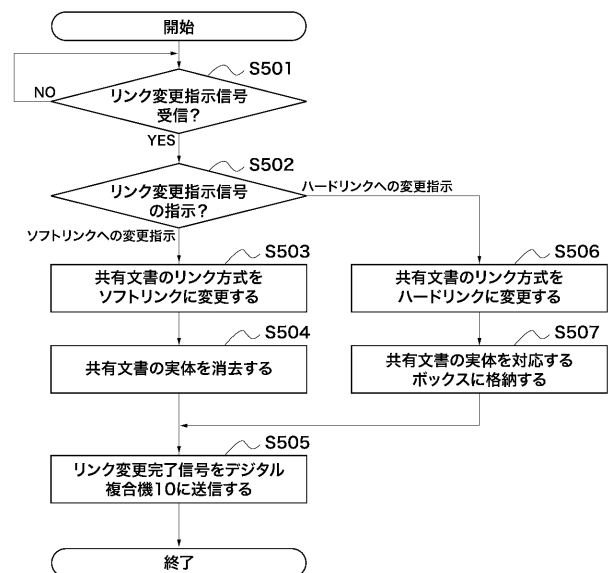 開始
S501
NO
リンク変更指示信号
受信？
YES
S502
リンク変更指示信号
の指示？
ハードリンクへの変更指示
ソフトリンクへの変更指示
S503
共有文書のリンク方式を
ソフトリンクに変更する
S506
共有文書のリンク方式を
ハードリンクに変更する
S504
共有文書の実体を消去する
S507
共有文書の実体を対応する
ボックスに格納する
S505
リンク変更完了信号をデジタル
複合機10に送信する
終了